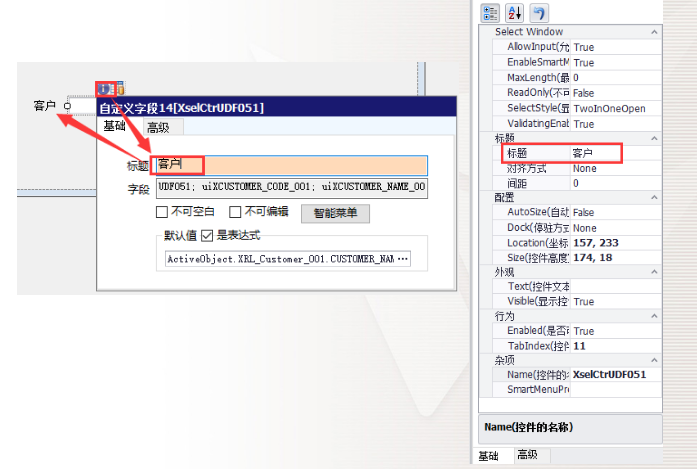 客户
自定义字段14[XselCtrUDF051]
基础 高级
标题 客户
字段 UDF051; uiXCUSTOMER_CODE_001; uiXCUSTOMER_NAME_00
不可空白 不可编辑 智能菜单
默认值 是表达式
ActiveObject.XRL_Customer_001.CUSTOMER_NAM ...
Select Window
AllowInput(允 True
EnableSmartM True
MaxLength(最 0
ReadOnly(不可 False
SelectStyle(显 TwoInOneOpen
ValidatingEnat True
标题
标题 客户
对齐方式 None
间距 0
配置
AutoSize(自动 False
Dock(停驻方式 None
Location(坐标 157, 233
Size(控件高度 174, 18
外观
Text(控件文本
Visible(显示控 True
行为
Enabled(是否可 True
TabIndex(控件 11
杂项
Name(控件的 XselCtrUDF051
SmartMenuPr
Name(控件的名称)
基础 高级